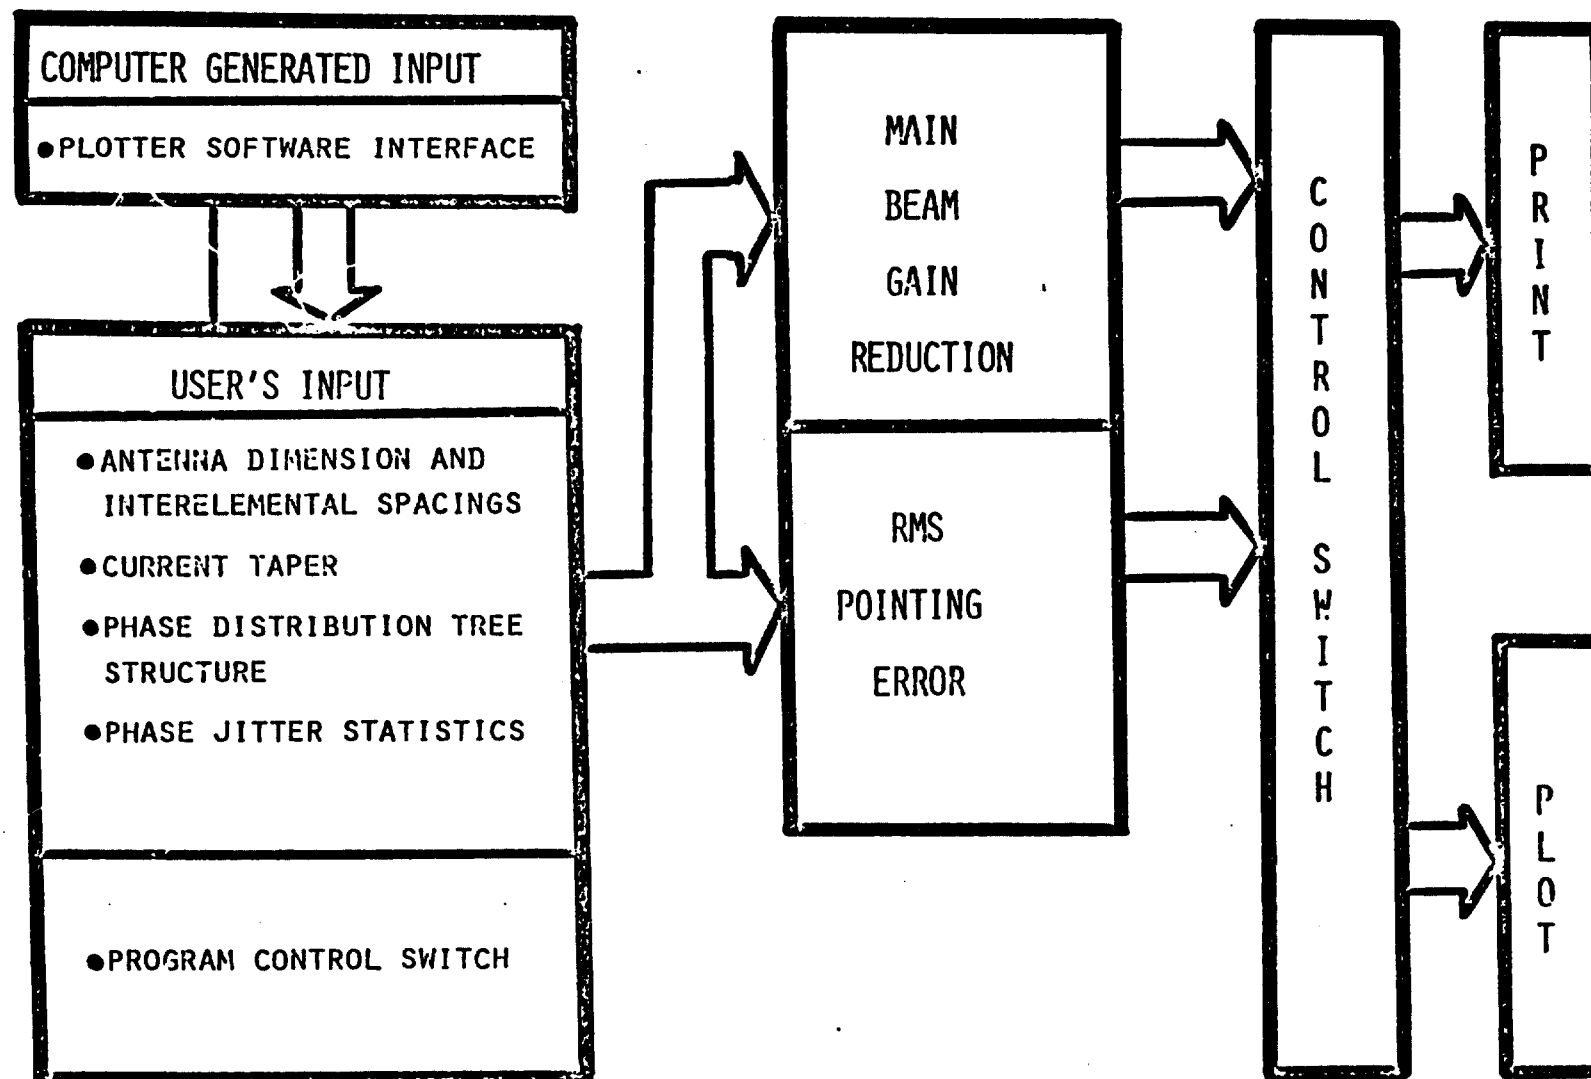 COMPUTER GENERATED INPUT
●PLOTTER SOFTWARE INTERFACE
USER'S INPUT
●ANTENNA DIMENSION AND
INTERELEMENTAL SPACINGS
●CURRENT TAPER
●PHASE DISTRIBUTION TREE
STRUCTURE
●PHASE JITTER STATISTICS
●PROGRAM CONTROL SWITCH
MAIN
BEAM
GAIN
REDUCTION
RMS
POINTING
ERROR
CONTROL SWITCH
PRINT
PLOT